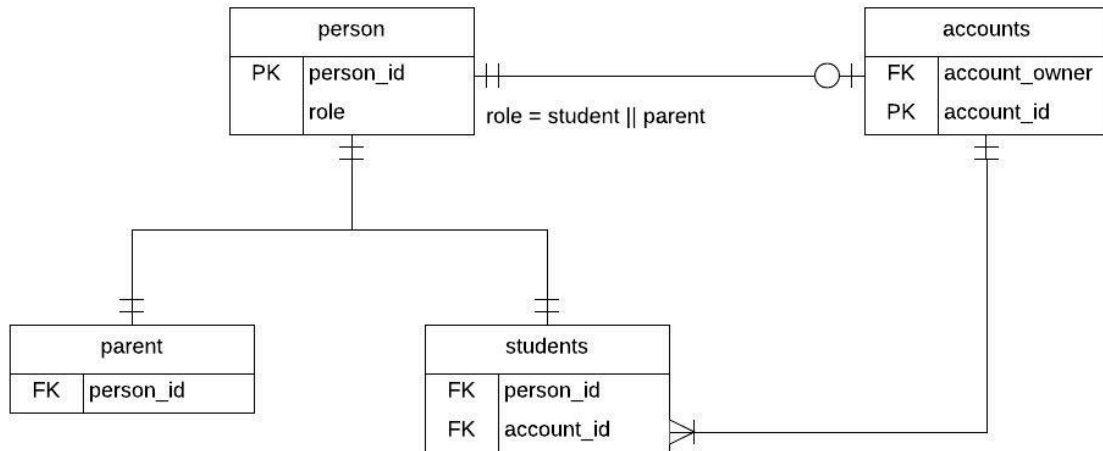 person
PK person_id
role
role = student || parent
accounts
FK account_owner
PK account_id
parent
FK person_id
students
FK person_id
FK account_id